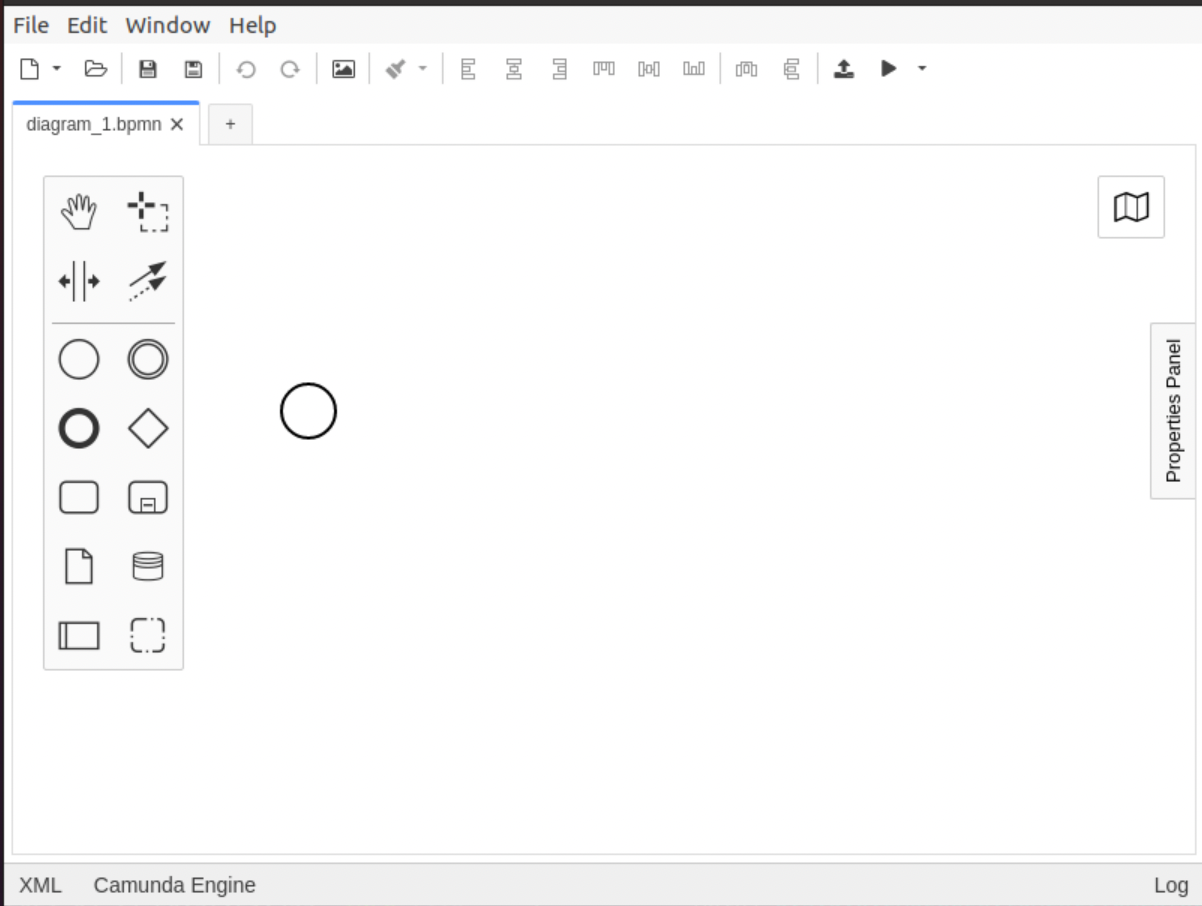 File Edit Window Help
diagram_1.bpmn
Properties Panel
XML Camunda Engine Log